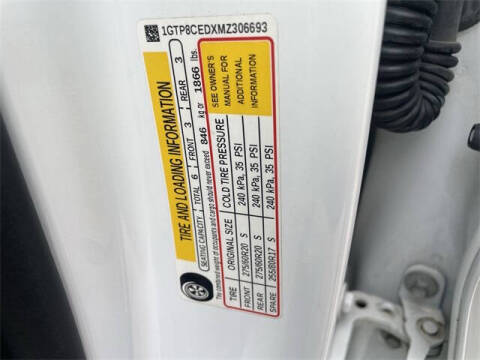 1GTP8CEDXMZ306693
TIRE AND LOADING INFORMATION
SEATING CAPACITY TOTAL 6 FRONT 3 REAR 3
The combined weight of occupants and cargo should never exceed 846 kg or 1866 lbs.
TIRE ORIGINAL SIZE COLD TIRE PRESSURE SEE OWNER'S MANUAL FOR ADDITIONAL INFORMATION
FRONT 275/60R20 S 240 kPa, 35 PSI
REAR 275/60R20 S 240 kPa, 35 PSI
SPARE 255/80R17 S 240 kPa, 35 PSI